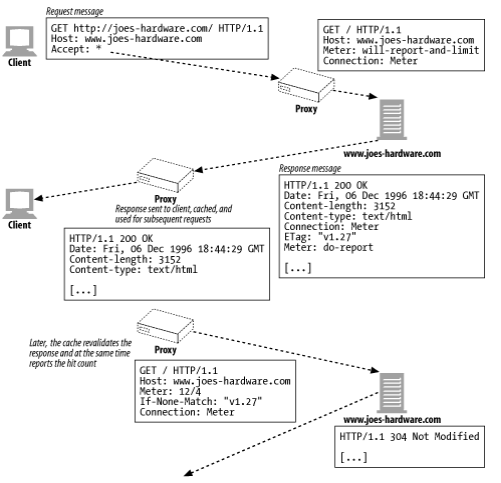 Request message
GET http://joes-hardware.com/ HTTP/1.1
Host: www.joes-hardware.com
Accept: *
Client
GET / HTTP/1.1
Host: www.joes-hardware.com
Meter: will-report-and-limit
Connection: Meter
Proxy
www.joes-hardware.com
Response message
HTTP/1.1 200 OK
Date: Fri, 06 Dec 1996 18:44:29 GMT
Content-length: 3152
Content-type: text/html
Connection: Meter
ETag: "v1.27"
Meter: do-report
[...]
Proxy
Client
Response sent to client, cached, and
used for subsequent requests
HTTP/1.1 200 OK
Date: Fri, 06 Dec 1996 18:44:29 GMT
Content-length: 3152
Content-type: text/html
[...]
Later, the cache revalidates the
response and at the same time
reports the hit count
Proxy
GET / HTTP/1.1
Host: www.joes-hardware.com
Meter: 12/4
If-None-Match: "v1.27"
Connection: Meter
www.joes-hardware.com
HTTP/1.1 304 Not Modified
[...]